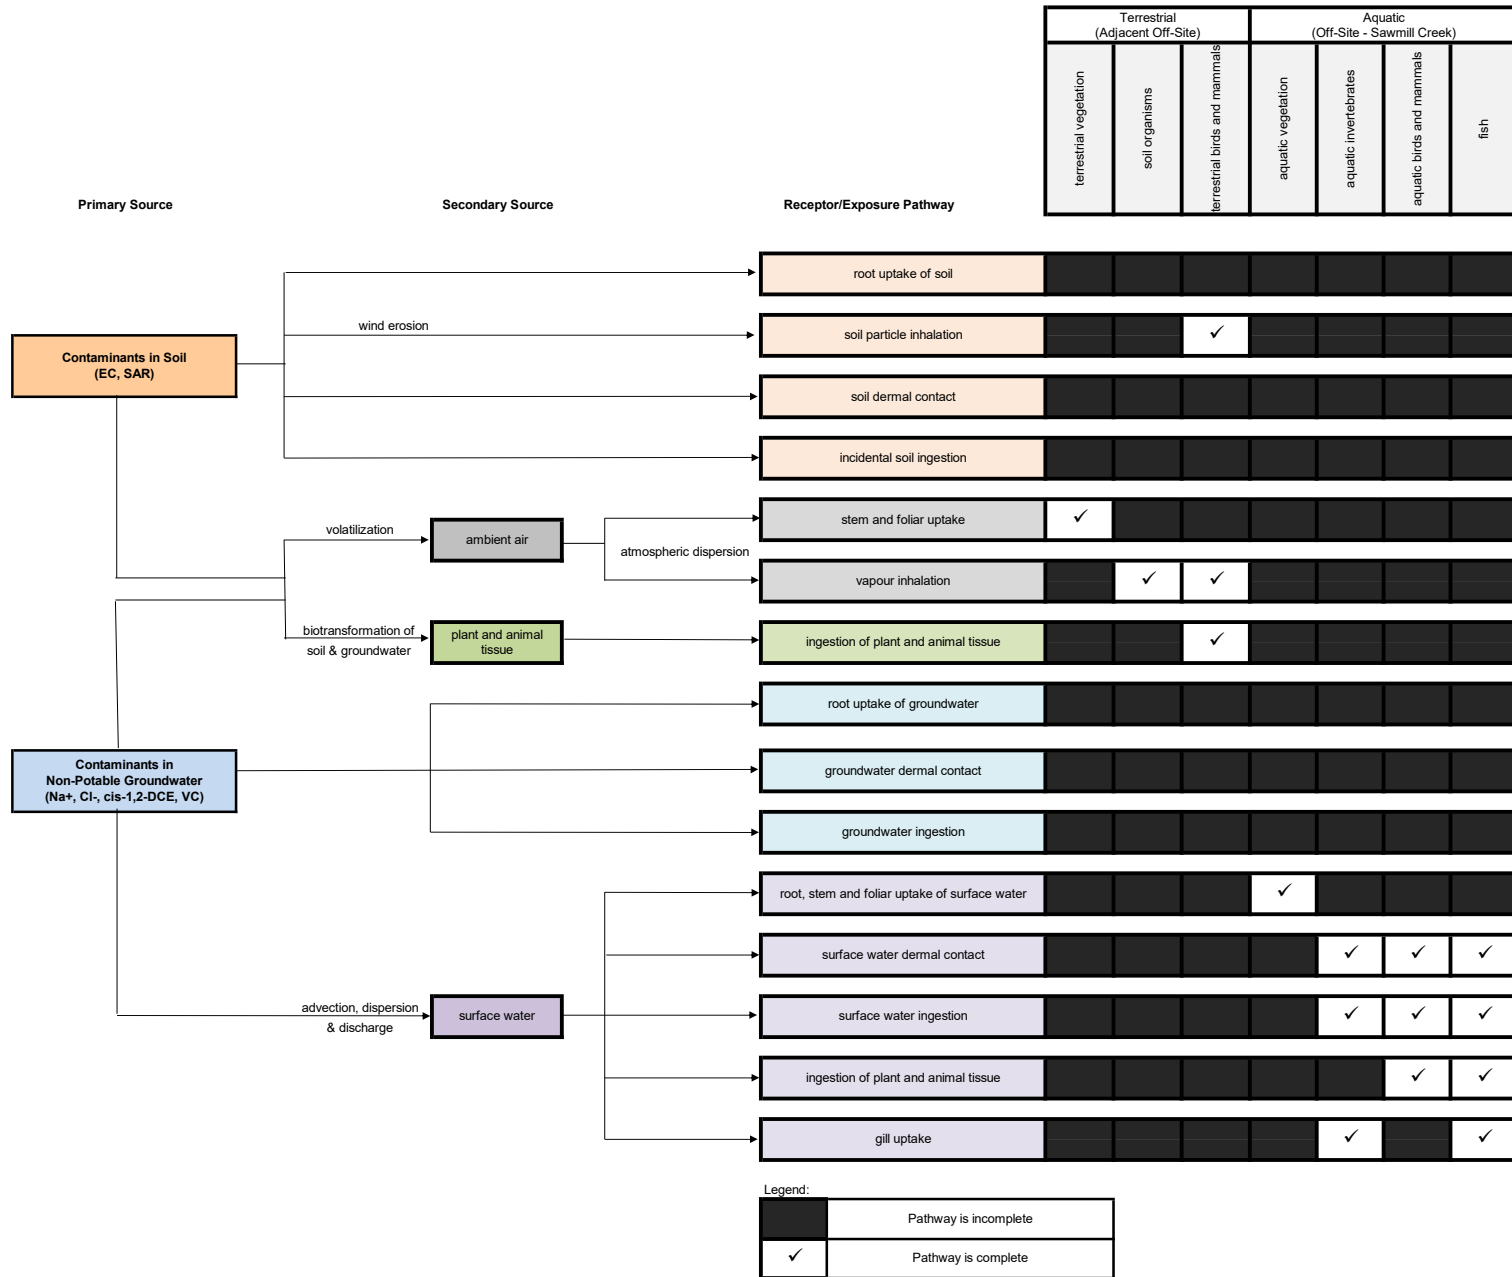 Terrestrial
(Adjacent Off-Site)
Aquatic
(Off-Site - Sawmill Creek)
terrestrial vegetation
soil organisms
terrestrial birds and mammals
aquatic vegetation
aquatic invertebrates
aquatic birds and mammals
fish
Primary Source
Secondary Source
Receptor/Exposure Pathway
root uptake of soil
wind erosion
soil particle inhalation
✓
Contaminants in Soil
(EC, SAR)
soil dermal contact
incidental soil ingestion
stem and foliar uptake
✓
volatilization
ambient air
atmospheric dispersion
vapour inhalation
✓ ✓
biotransformation of
soil & groundwater
plant and animal
tissue
ingestion of plant and animal tissue
✓
root uptake of groundwater
Contaminants in
Non-Potable Groundwater
(Na+, Cl-, cis-1,2-DCE, VC)
groundwater dermal contact
groundwater ingestion
root, stem and foliar uptake of surface water
✓
surface water dermal contact
✓ ✓ ✓
advection, dispersion
& discharge
surface water
surface water ingestion
✓ ✓ ✓
ingestion of plant and animal tissue
✓ ✓
gill uptake
✓ ✓
Legend:
Pathway is incomplete
✓ Pathway is complete